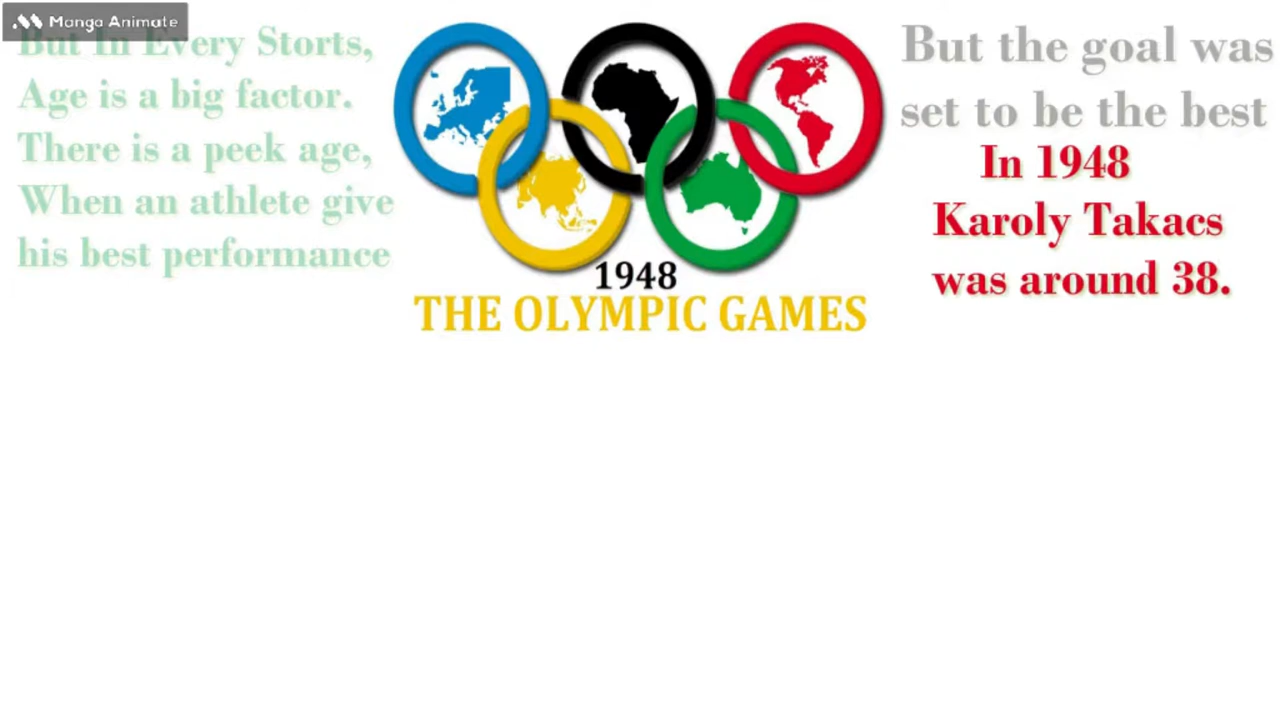 Manga Animate
But In Every Storts,
Age is a big factor.
There is a peek age,
When an athlete give
his best performance
1948
THE OLYMPIC GAMES
But the goal was
set to be the best
In 1948
Karoly Takacs
was around 38.